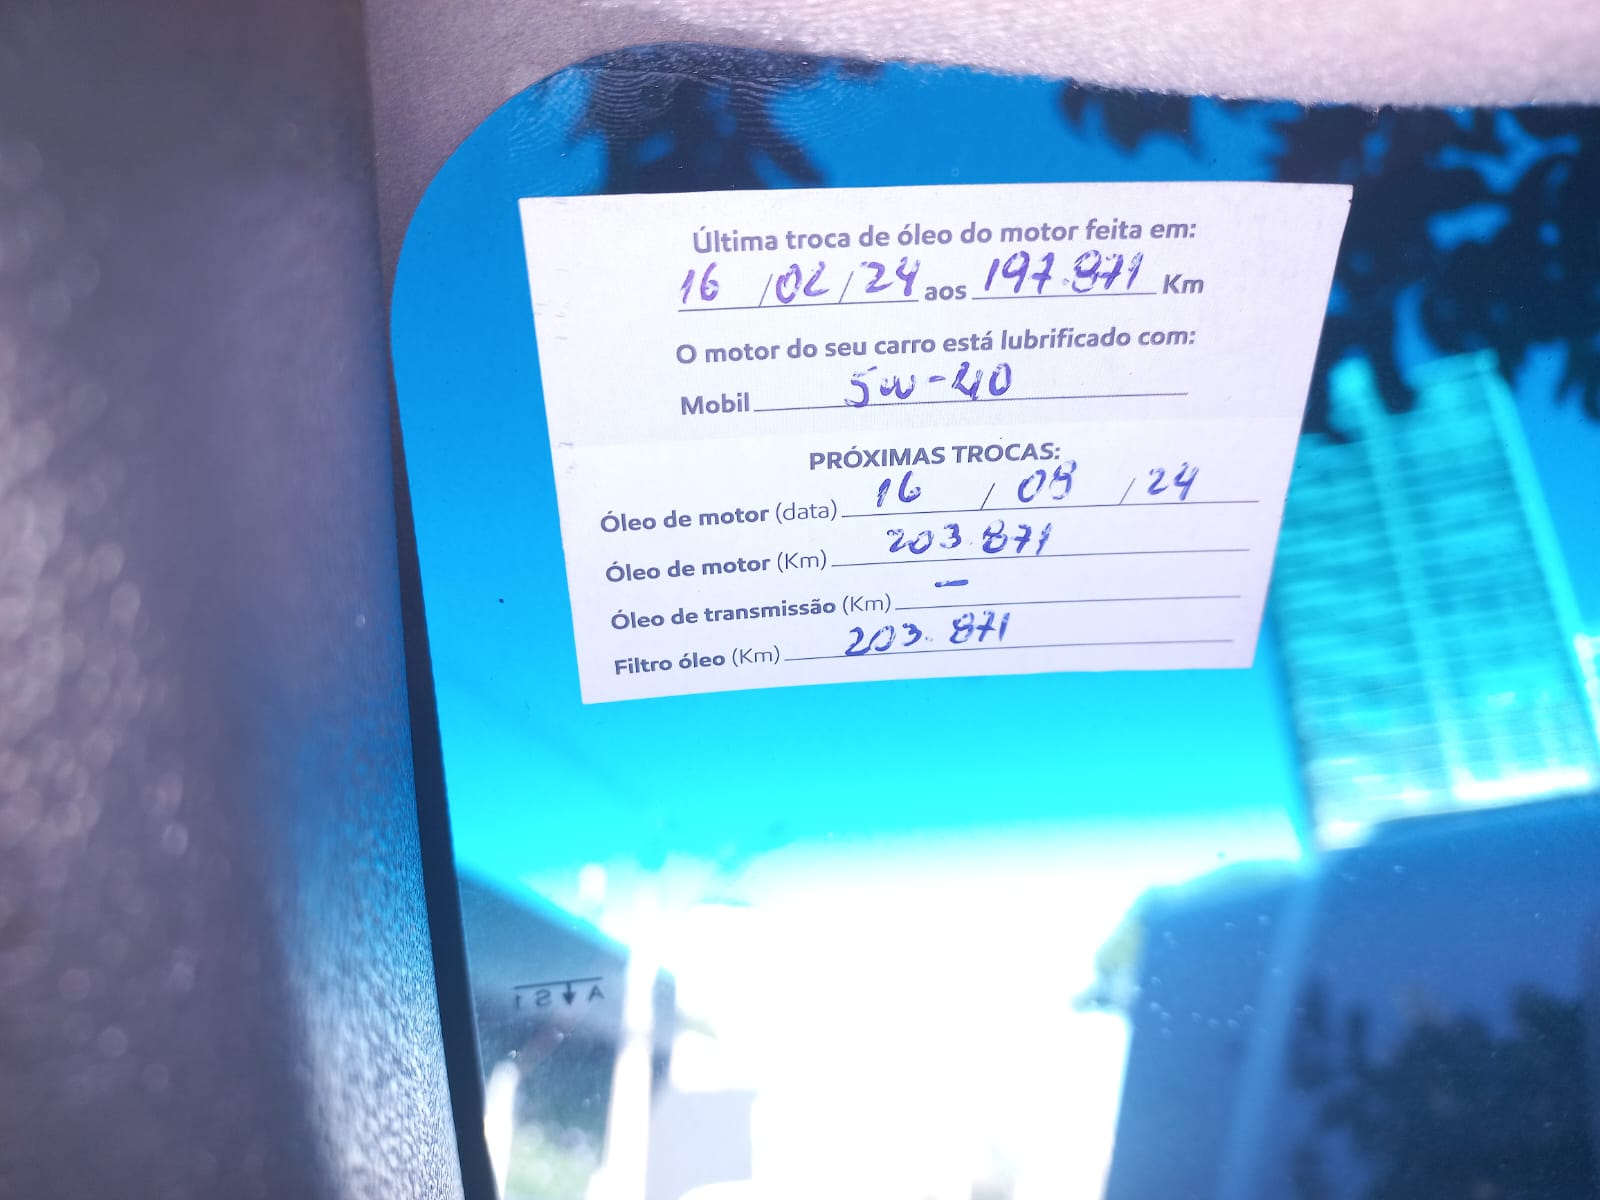 Última troca de óleo do motor feita em:
16 /02/24 aos 197.871 Km
O motor do seu carro está lubrificado com:
Mobil 5w-40
PRÓXIMAS TROCAS:
Óleo de motor (data) 16 / 08 / 24
Óleo de motor (Km) 203.871
Óleo de transmissão (Km) -
Filtro óleo (Km) 203.871
A↓S1